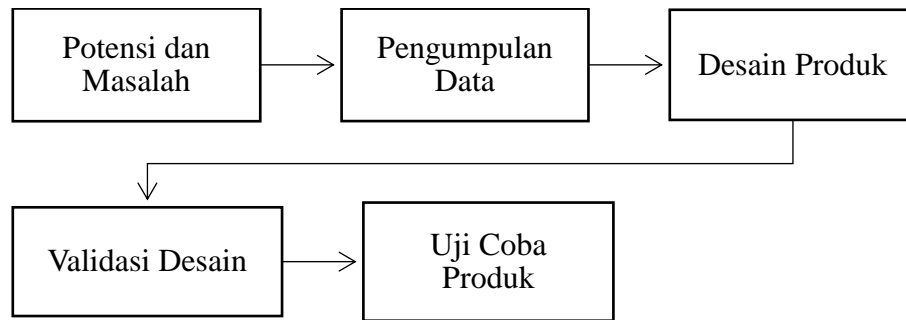 Potensi dan
Masalah
Pengumpulan
Data
Desain Produk
Validasi Desain
Uji Coba
Produk